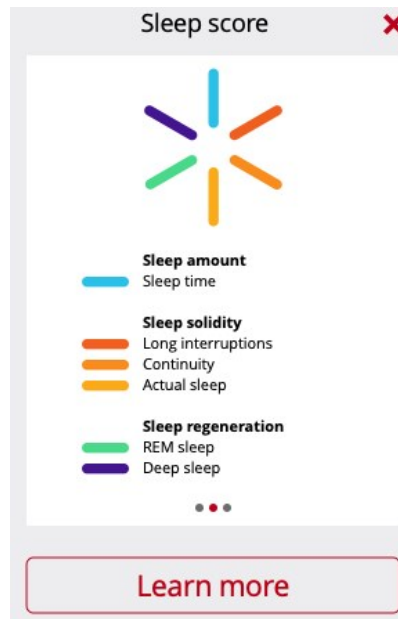 Sleep score
Sleep amount
Sleep time
Sleep solidity
Long interruptions
Continuity
Actual sleep
Sleep regeneration
REM sleep
Deep sleep
Learn more